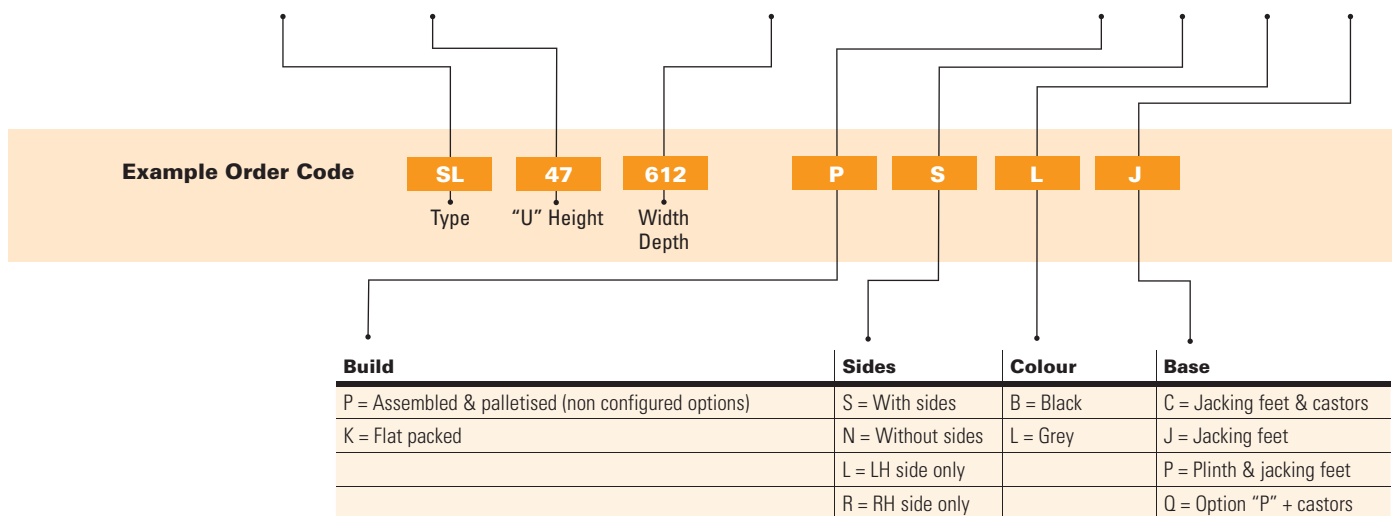 Example Order Code SL 47 612 P S L J
Type "U" Height Width
Depth
Build Sides Colour Base
P = Assembled & palletised (non configured options) S = With sides B = Black C = Jacking feet & castors
K = Flat packed N = Without sides L = Grey J = Jacking feet
L = LH side only P = Plinth & jacking feet
R = RH side only Q = Option "P" + castors